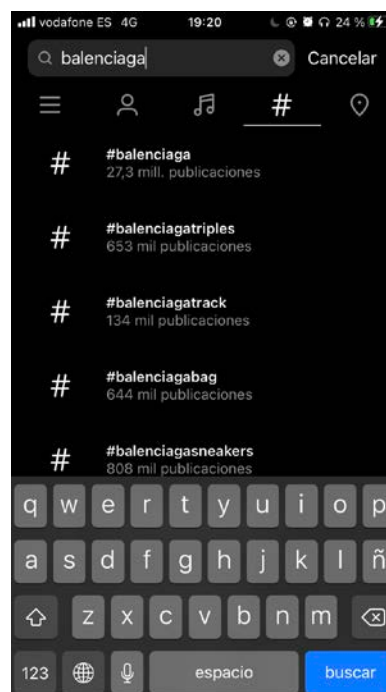 vodafone ES 4G 19:20 24 %
balenciaga Cancelar
#
# #balenciaga
27,3 mill. publicaciones
# #balenciagatriples
653 mil publicaciones
# #balenciagatrack
134 mil publicaciones
# #balenciagabag
644 mil publicaciones
# #balenciagasneakers
808 mil publicaciones
q w e r t y u i o p
a s d f g h j k l ñ
z x c v b n m
123 espacio buscar